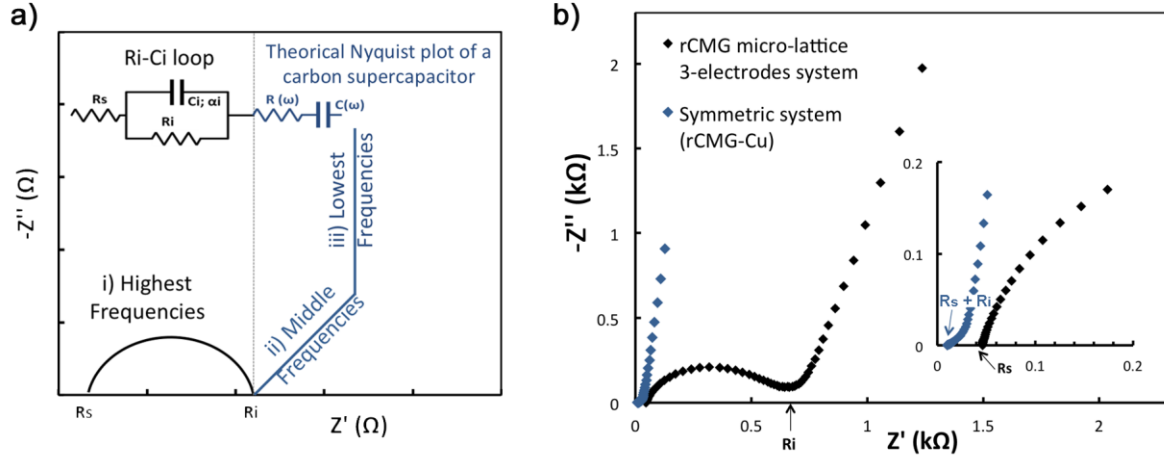 a)
Ri-Ci loop
Theorical Nyquist plot of a
carbon supercapacitor
Rs
Ci; αi
Ri
R (ω)
C(ω)
-Z'' (Ω)
i) Highest
Frequencies
ii) Middle
Frequencies
iii) Lowest
Frequencies
Rs
Ri
Z' (Ω)
b)
rCMG micro-lattice
3-electrodes system
Symmetric system
(rCMG-Cu)
-Z'' (kΩ)
2
1.5
1
0.5
0
0
0.5
1
1.5
2
Ri
Z' (kΩ)
0.2
0.1
0
Rs + Ri
0
0.1
0.2
Rs